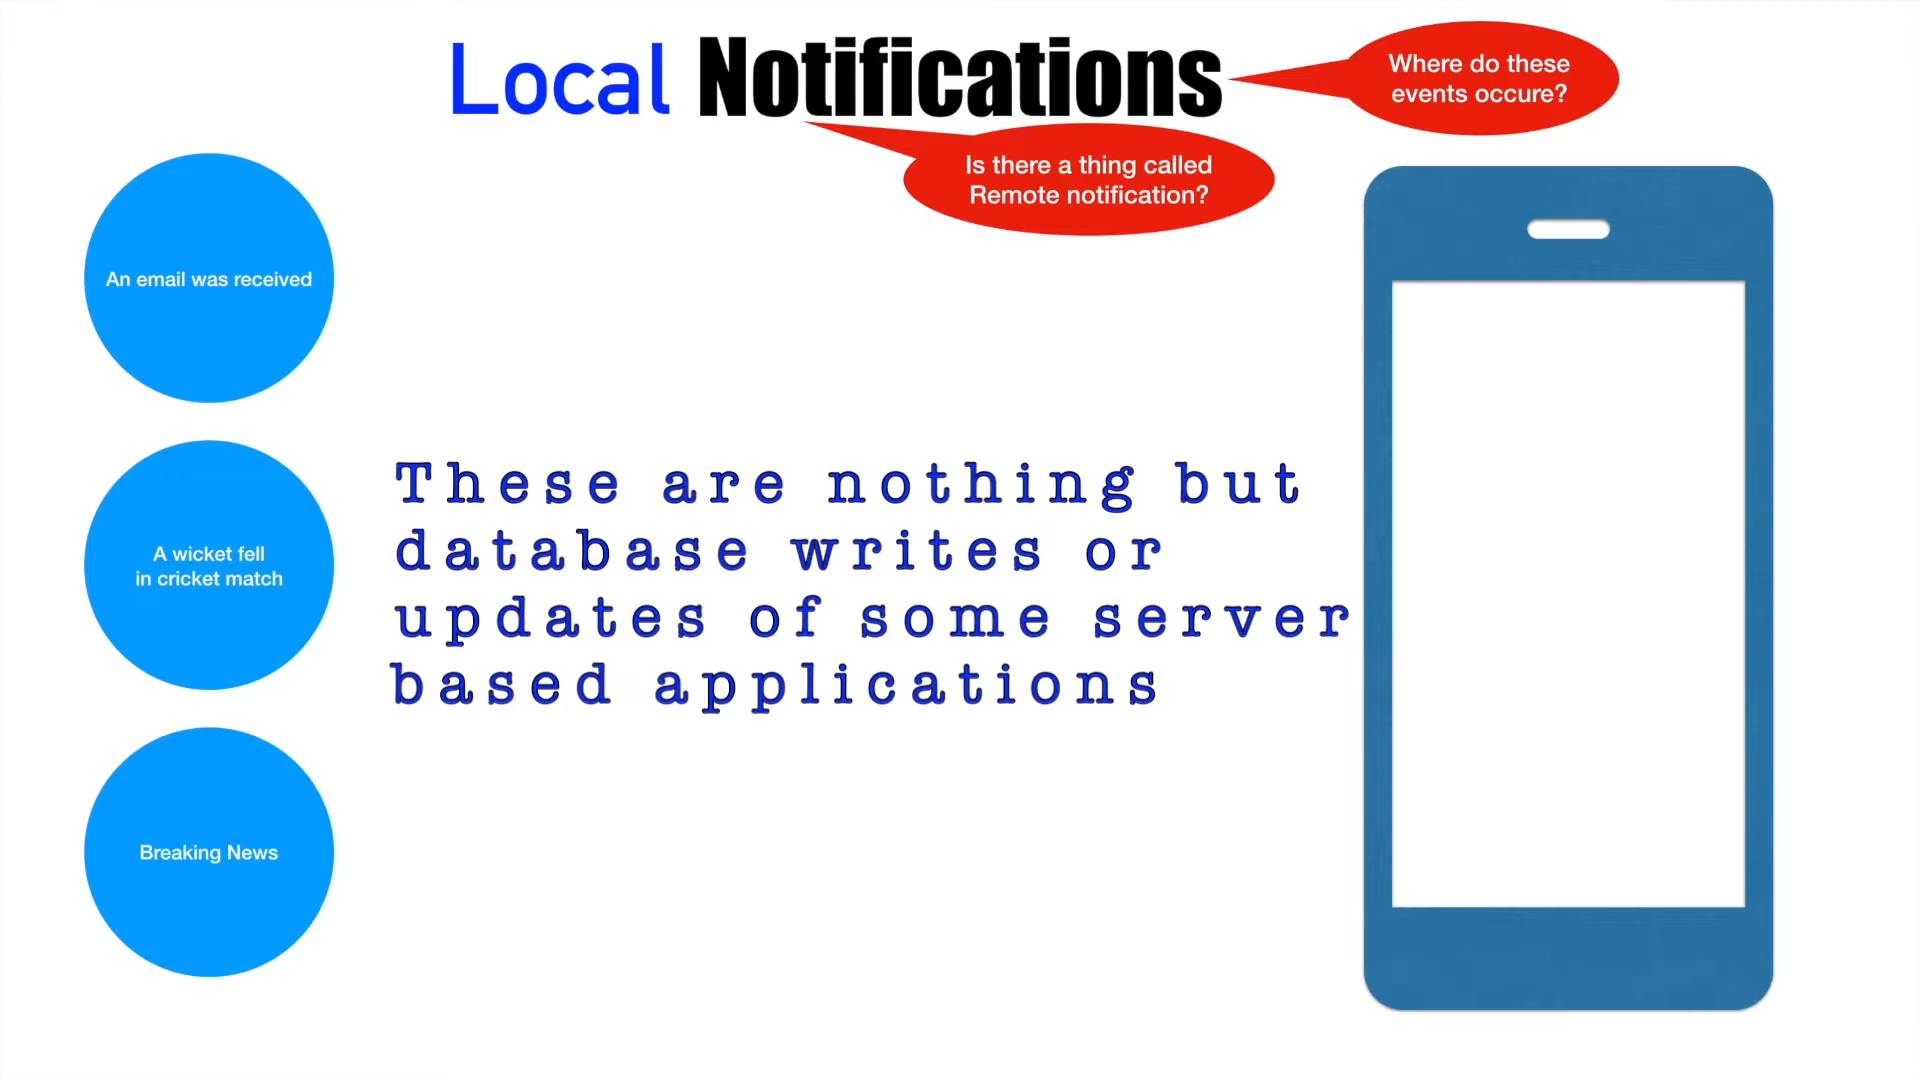 Local Notifications
Where do these
events occure?
Is there a thing called
Remote notification?
An email was received
A wicket fell
in cricket match
Breaking News
These are nothing but
database writes or
updates of some server
based applications